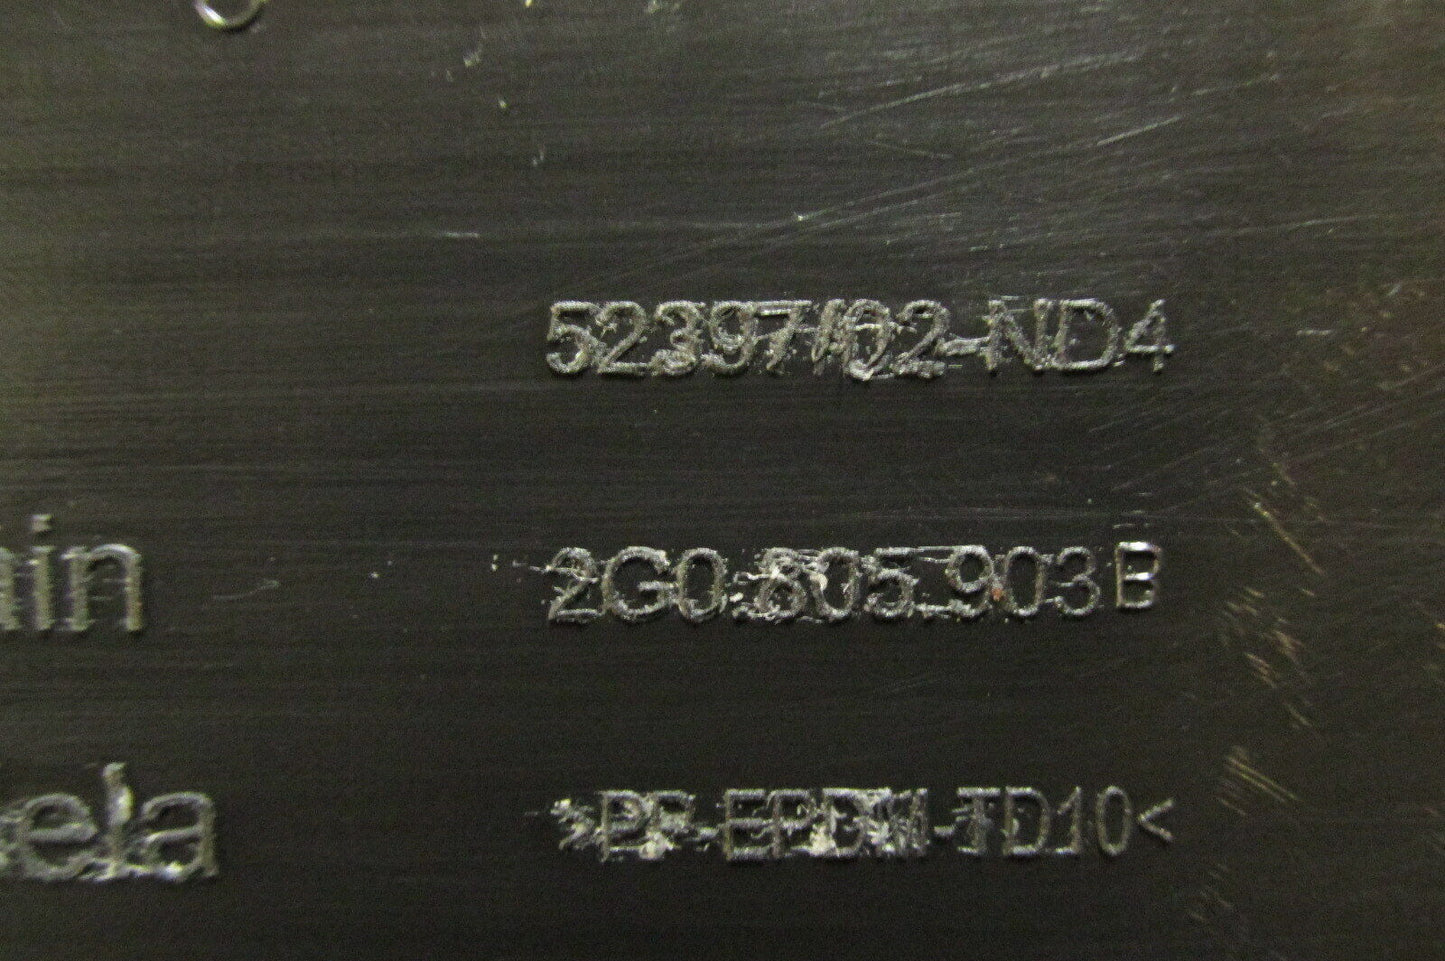 52397/02-ND4
ain 2G0.805.903 B
ela >PP-EPDM-TD10<